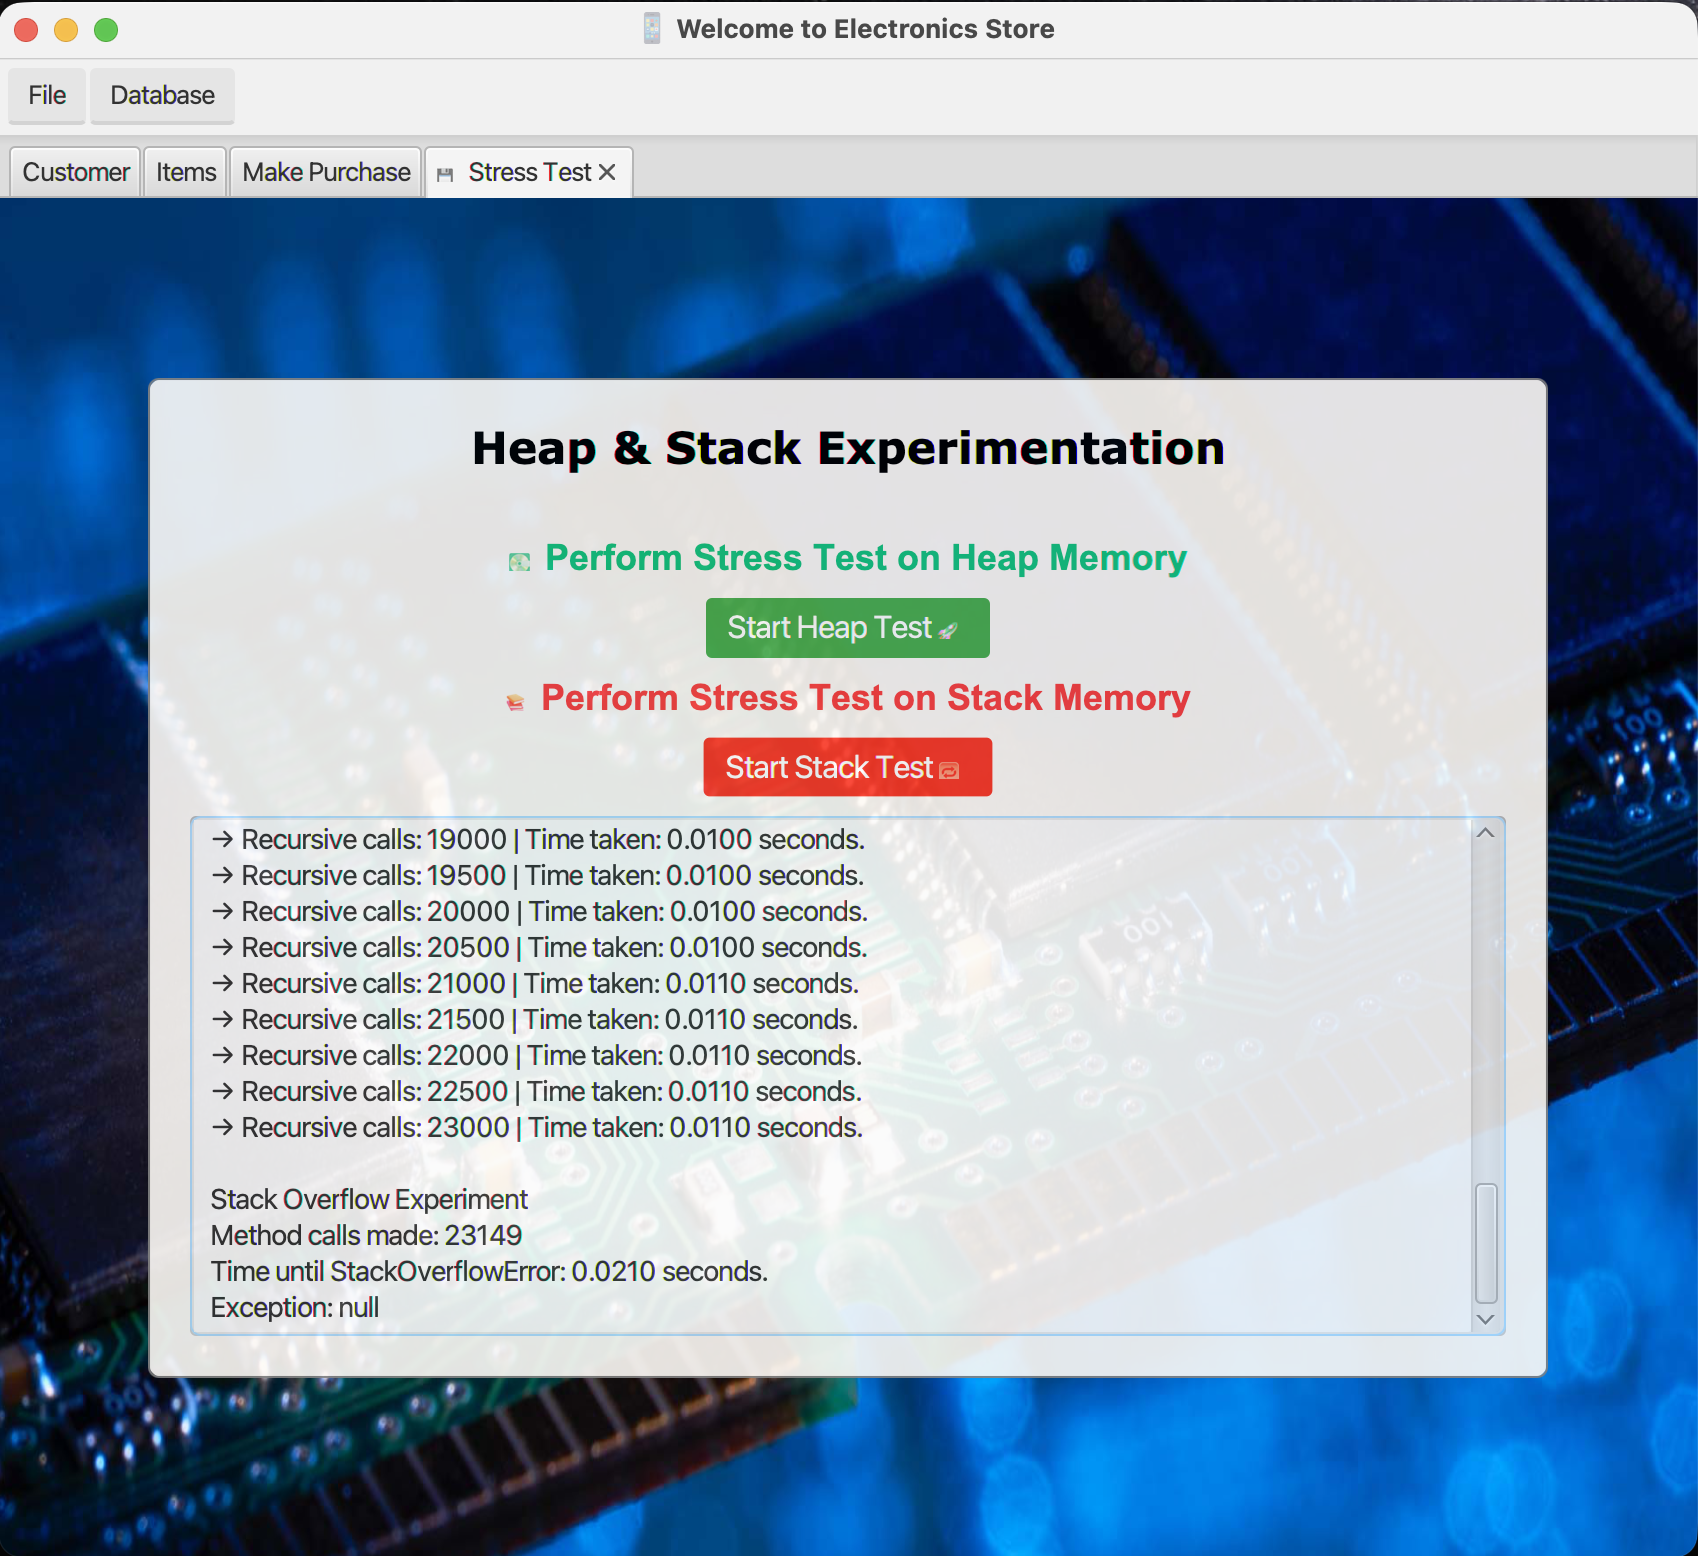 Welcome to Electronics Store
File Database
Customer Items Make Purchase Stress Test
Heap & Stack Experimentation
Perform Stress Test on Heap Memory
Start Heap Test
Perform Stress Test on Stack Memory
Start Stack Test
→ Recursive calls: 19000 | Time taken: 0.0100 seconds.
→ Recursive calls: 19500 | Time taken: 0.0100 seconds.
→ Recursive calls: 20000 | Time taken: 0.0100 seconds.
→ Recursive calls: 20500 | Time taken: 0.0100 seconds.
→ Recursive calls: 21000 | Time taken: 0.0110 seconds.
→ Recursive calls: 21500 | Time taken: 0.0110 seconds.
→ Recursive calls: 22000 | Time taken: 0.0110 seconds.
→ Recursive calls: 22500 | Time taken: 0.0110 seconds.
→ Recursive calls: 23000 | Time taken: 0.0110 seconds.
Stack Overflow Experiment
Method calls made: 23149
Time until StackOverflowError: 0.0210 seconds.
Exception: null
100
100
100